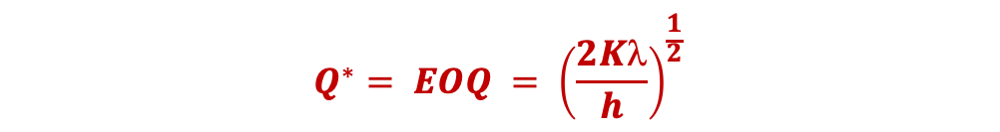 Q* = EOQ = (2Kλ/h)^1/2